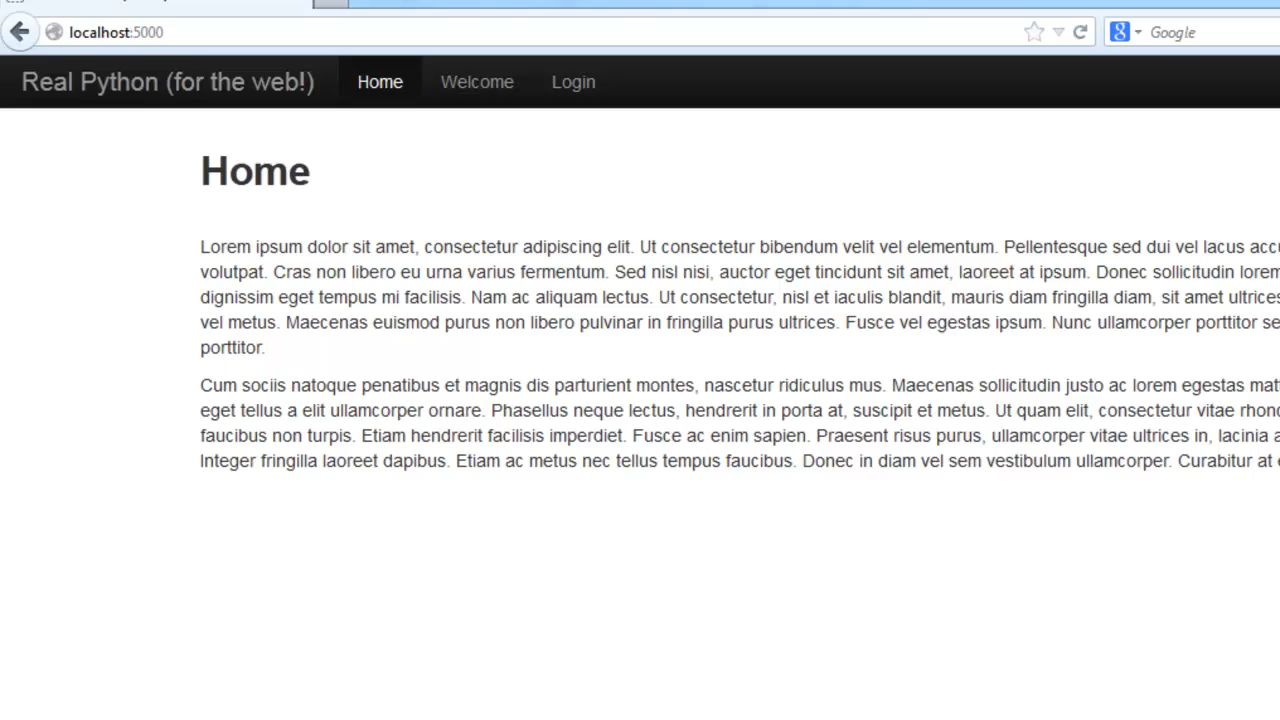 localhost:5000
Google
Real Python (for the web!) Home Welcome Login
Home
Lorem ipsum dolor sit amet, consectetur adipiscing elit. Ut consectetur bibendum velit vel elementum. Pellentesque sed dui vel lacus
volutpat. Cras non libero eu urna varius fermentum. Sed nisl nisi, auctor eget tincidunt sit amet, laoreet at ipsum. Donec sollicitudin lorem
dignissim eget tempus mi facilisis. Nam ac aliquam lectus. Ut consectetur, nisl et iaculis blandit, mauris diam fringilla diam, sit amet ultrices
vel metus. Maecenas euismod purus non libero pulvinar in fringilla purus ultrices. Fusce vel egestas ipsum. Nunc ullamcorper porttitor
porttitor.
Cum sociis natoque penatibus et magnis dis parturient montes, nascetur ridiculus mus. Maecenas sollicitudin justo ac lorem egestas
eget tellus a elit ullamcorper ornare. Phasellus neque lectus, hendrerit in porta at, suscipit et metus. Ut quam elit, consectetur vitae
faucibus non turpis. Etiam hendrerit facilisis imperdiet. Fusce ac enim sapien. Praesent risus purus, ullamcorper vitae ultrices in, lacinia
Integer fringilla laoreet dapibus. Etiam ac metus nec tellus tempus faucibus. Donec in diam vel sem vestibulum ullamcorper. Curabitur at